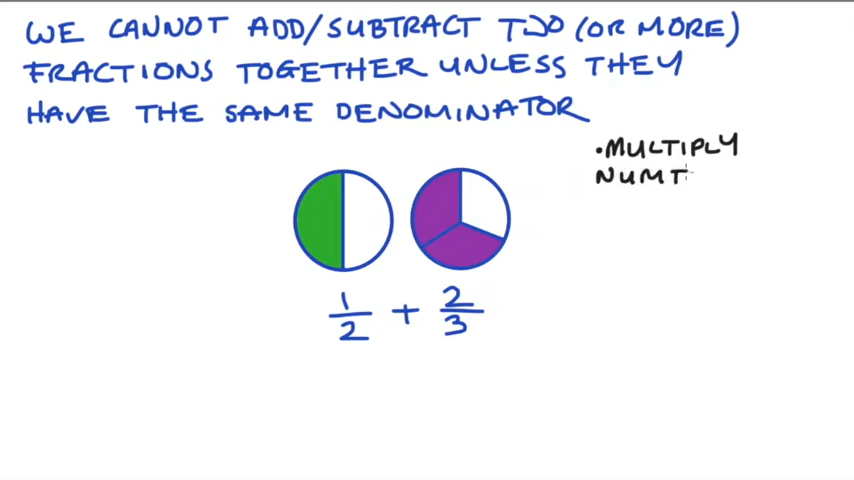 WE CANNOT ADD/SUBTRACT TWO (OR MORE)
FRACTIONS TOGETHER UNLESS THEY
HAVE THE SAME DENOMINATOR
•MULTIPLY
NUMT
1/2 + 2/3